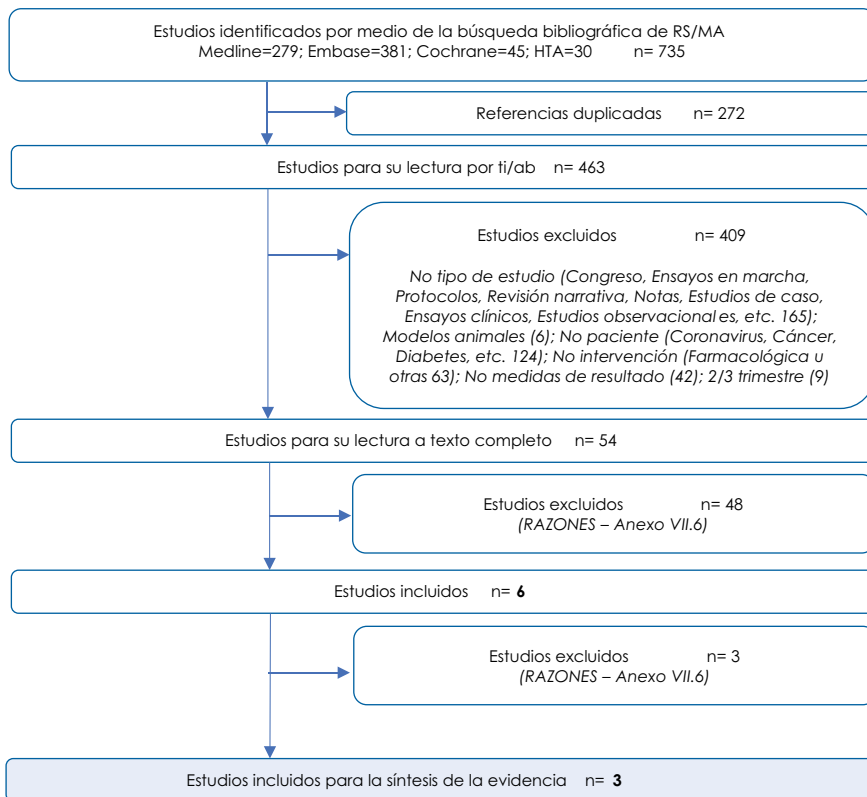 Estudios identificados por medio de la búsqueda bibliográfica de RS/MA
Medline=279; Embase=381; Cochrane=45; HTA=30 n= 735
Referencias duplicadas n= 272
Estudios para su lectura por ti/ab n= 463
Estudios excluidos n= 409
No tipo de estudio (Congreso, Ensayos en marcha,
Protocolos, Revisión narrativa, Notas, Estudios de caso,
Ensayos clínicos, Estudios observacionales, etc. 165);
Modelos animales (6); No paciente (Coronavirus, Cáncer,
Diabetes, etc. 124); No intervención (Farmacológica u
otras 63); No medidas de resultado (42); 2/3 trimestre (9)
Estudios para su lectura a texto completo n= 54
Estudios excluidos n= 48
(RAZONES – Anexo VII.6)
Estudios incluidos n= 6
Estudios excluidos n= 3
(RAZONES – Anexo VII.6)
Estudios incluidos para la síntesis de la evidencia n= 3